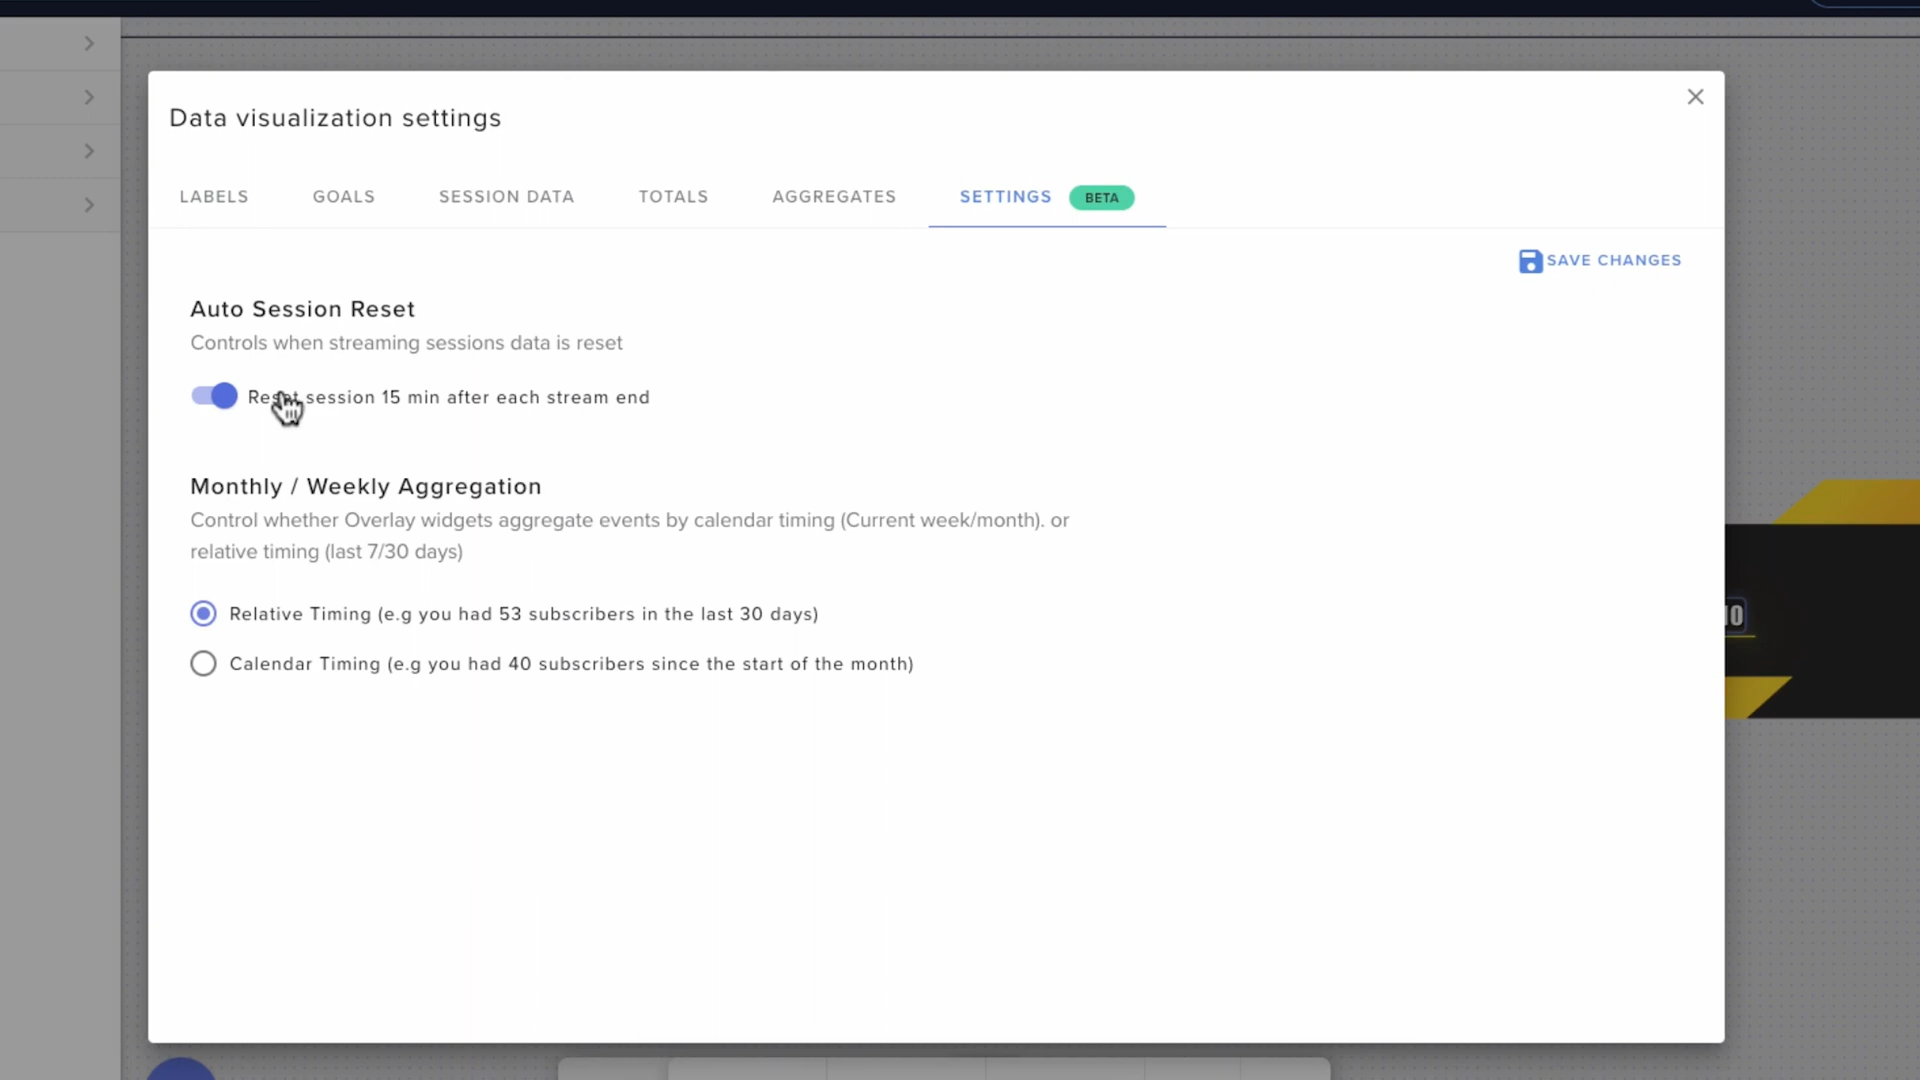 Data visualization settings
LABELS GOALS SESSION DATA TOTALS AGGREGATES SETTINGS BETA
SAVE CHANGES
Auto Session Reset
Controls when streaming sessions data is reset
Reset session 15 min after each stream end
Monthly / Weekly Aggregation
Control whether Overlay widgets aggregate events by calendar timing (Current week/month). or
relative timing (last 7/30 days)
Relative Timing (e.g you had 53 subscribers in the last 30 days)
Calendar Timing (e.g you had 40 subscribers since the start of the month)